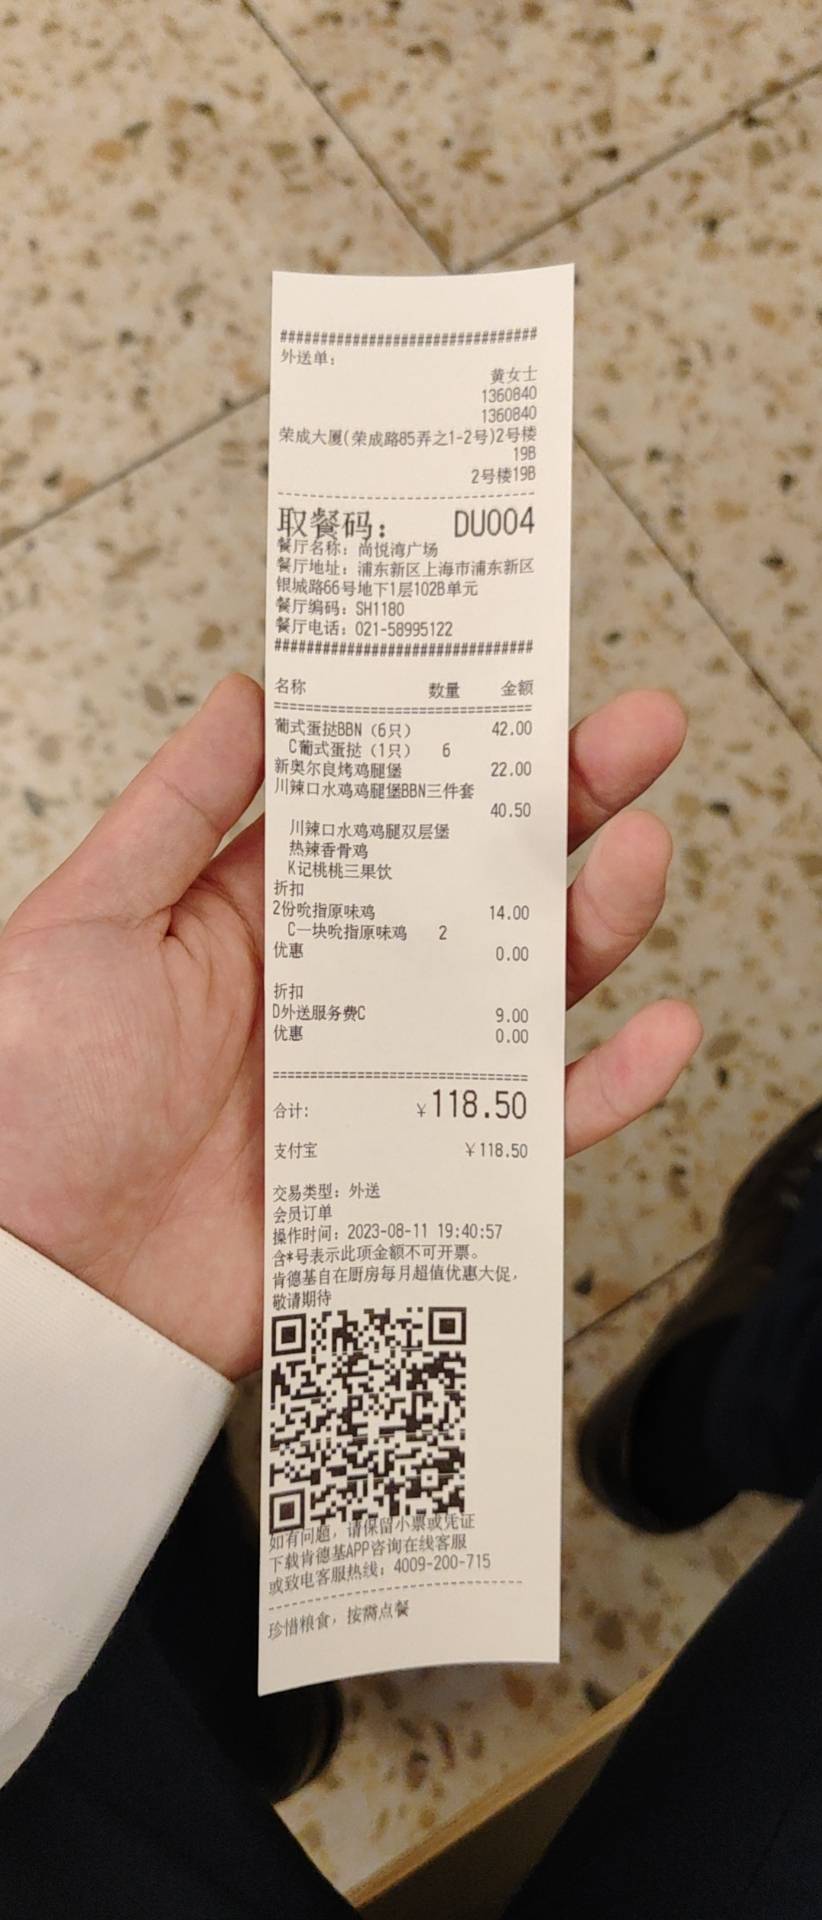 ################################
外送单：
黄女士
1360840
1360840
荣成大厦(荣成路85弄之1-2号)2号楼
19B
2号楼19B
取餐码： DU004
餐厅名称：尚悦湾广场
餐厅地址：浦东新区上海市浦东新区
银城路66号地下1层102B单元
餐厅编码：SH1180
餐厅电话：021-58995122
################################
名称 数量 金额
================================
葡式蛋挞BBN（6只） 42.00
C葡式蛋挞（1只） 6
新奥尔良烤鸡腿堡 22.00
川辣口水鸡鸡腿堡BBN三件套
40.50
川辣口水鸡鸡腿双层堡
热辣香骨鸡
K记桃桃三果饮
折扣
2份吮指原味鸡 14.00
C一块吮指原味鸡 2
优惠 0.00
折扣
D外送服务费C 9.00
优惠 0.00
================================
合计： ￥118.50
支付宝 ￥118.50
交易类型：外送
会员订单
操作时间：2023-08-11 19:40:57
含*号表示此项金额不可开票。
肯德基自在厨房每月超值优惠大促，
敬请期待
如有问题，请保留小票或凭证
下载肯德基APP咨询在线客服
或致电客服热线：4009-200-715
珍惜粮食，按需点餐